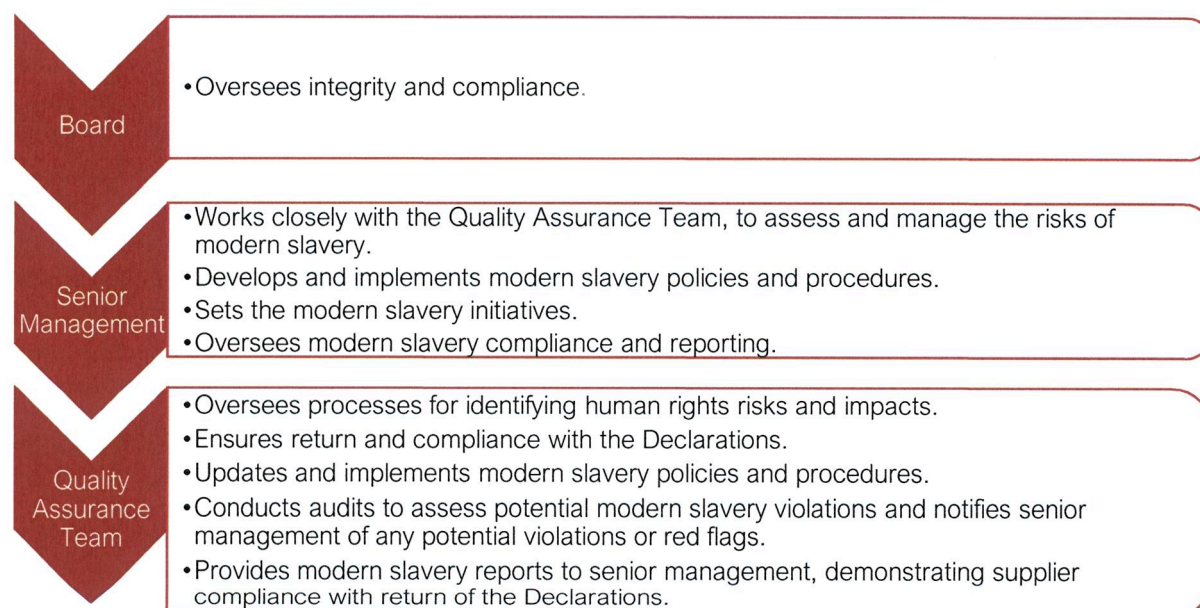 Board
•Oversees integrity and compliance.
Senior
Management
•Works closely with the Quality Assurance Team, to assess and manage the risks of
modern slavery.
•Develops and implements modern slavery policies and procedures.
•Sets the modern slavery initiatives.
•Oversees modern slavery compliance and reporting.
Quality
Assurance
Team
•Oversees processes for identifying human rights risks and impacts.
•Ensures return and compliance with the Declarations.
•Updates and implements modern slavery policies and procedures.
•Conducts audits to assess potential modern slavery violations and notifies senior
management of any potential violations or red flags.
•Provides modern slavery reports to senior management, demonstrating supplier
compliance with return of the Declarations.